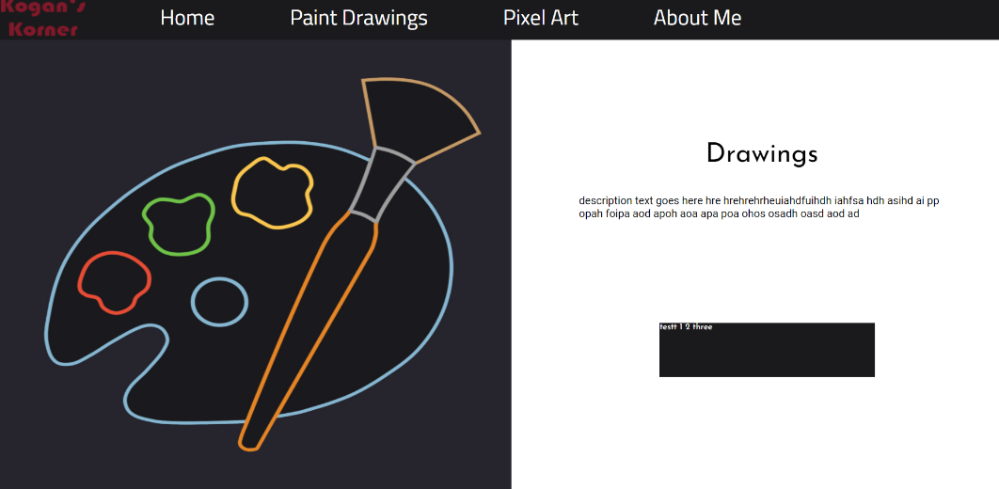 Kogan's
Korner
Home Paint Drawings Pixel Art About Me
Drawings
description text goes here hre hrehrehrheuiahdfuihdh iahfsa hdh asihd ai pp
opah foipa aod apoh aoa apa poa ohos osadh oasd aod ad
testt 1 2 three